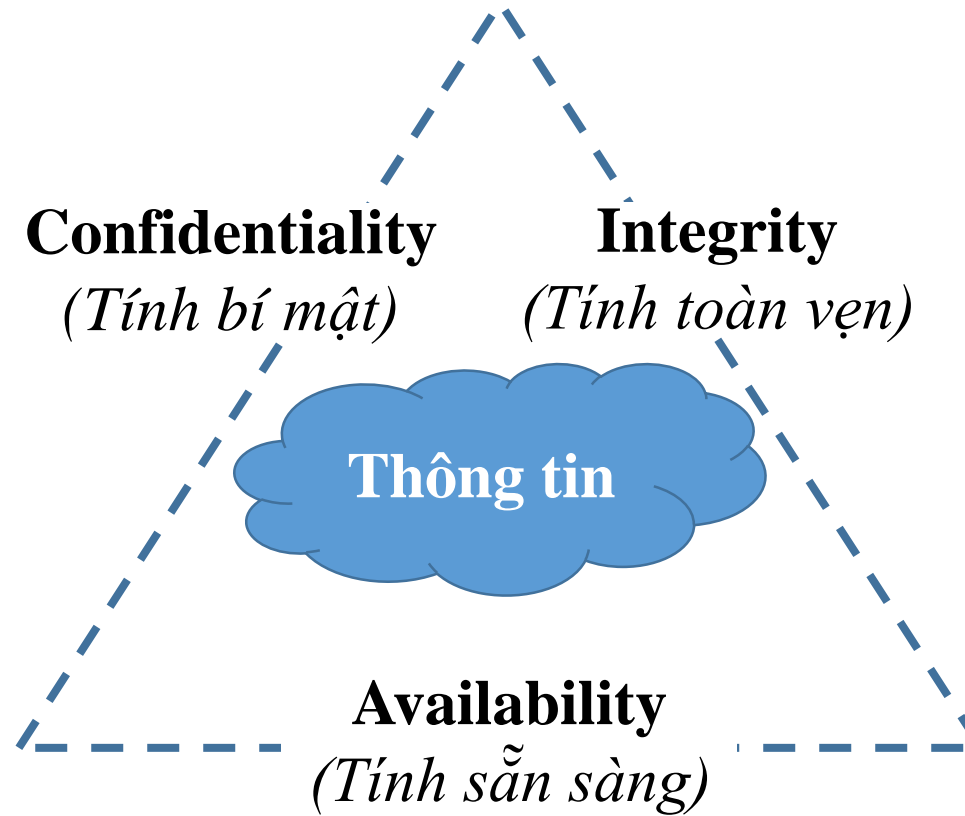 Confidentiality
(Tính bí mật)
Integrity
(Tính toàn vẹn)
Thông tin
Availability
(Tính sẵn sàng)